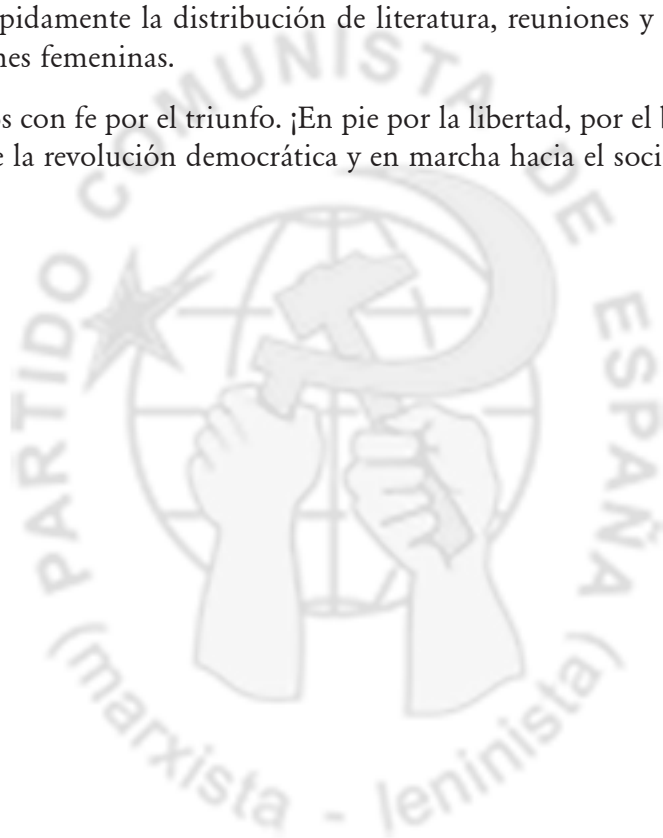 pidamente la distribución de literatura, reuniones y
nes femeninas.
os con fe por el triunfo. ¡En pie por la libertad, por el
e la revolución democrática y en marcha hacia el soci
PARTIDO COMUNISTA DE ESPAÑA
(marxista - leninista)